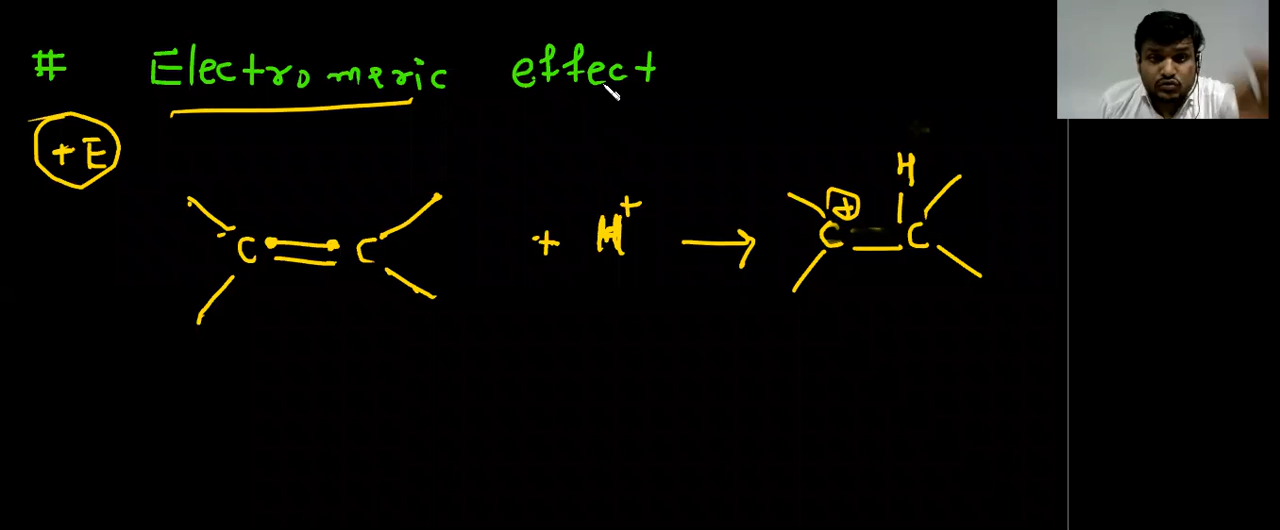 # Electromeric effect
+E
C = C + H⁺ → C⁺ — C
H